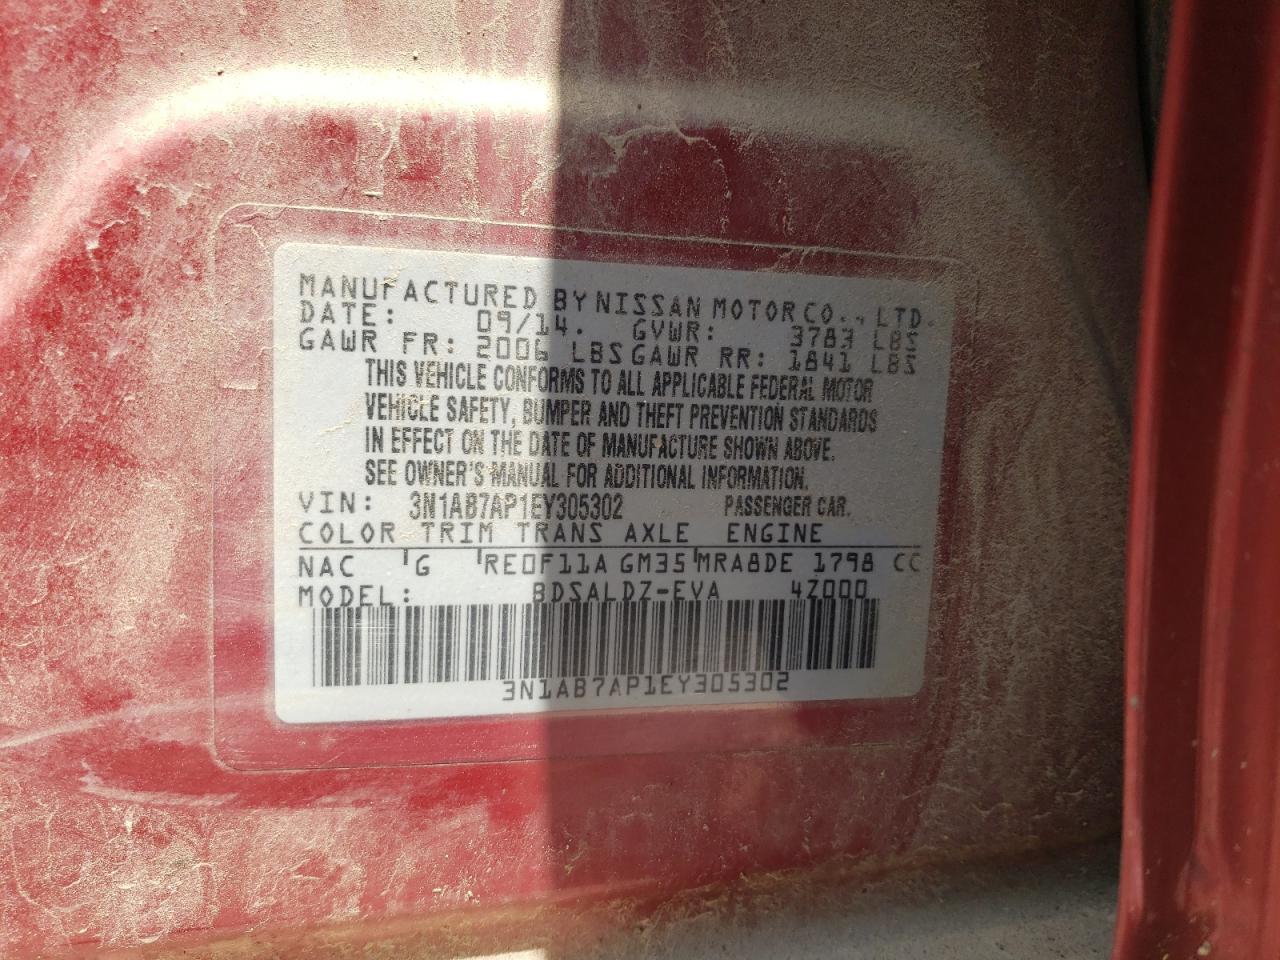 MANUFACTURED BY NISSAN MOTOR CO., LTD.
DATE: 09/14. GVWR: 3783 LBS
GAWR FR: 2006 LBS GAWR RR: 1841 LBS
THIS VEHICLE CONFORMS TO ALL APPLICABLE FEDERAL MOTOR
VEHICLE SAFETY, BUMPER AND THEFT PREVENTION STANDARDS
IN EFFECT ON THE DATE OF MANUFACTURE SHOWN ABOVE.
SEE OWNER'S MANUAL FOR ADDITIONAL INFORMATION.
VIN: 3N1AB7AP1EY305302 PASSENGER CAR.
COLOR TRIM TRANS AXLE ENGINE
NAC G RE0F11A GM35 MRA8DE 1798 CC
MODEL: BDSALDZ-EVA 4Z000
3N1AB7AP1EY305302